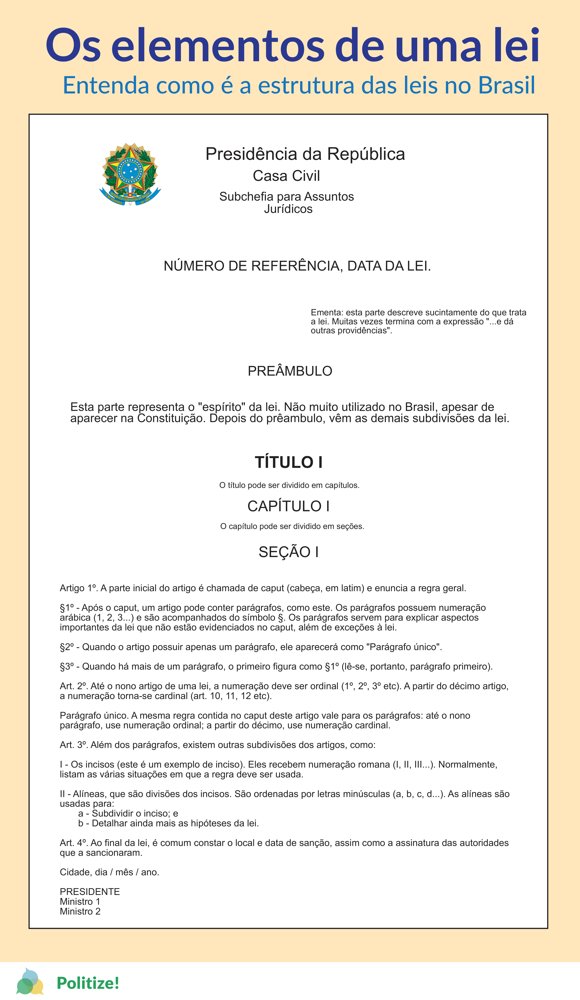 Os elementos de uma lei
Entenda como é a estrutura das leis no Brasil
Presidência da República
Casa Civil
Subchefia para Assuntos
Jurídicos
REPÚBLICA FEDERATIVA DO BRASIL
15 de Novembro
de 1889
NÚMERO DE REFERÊNCIA, DATA DA LEI.
Ementa: esta parte descreve sucintamente do que trata
a lei. Muitas vezes termina com a expressão "...e dá
outras providências".
PREÂMBULO
Esta parte representa o "espírito" da lei. Não muito utilizado no Brasil, apesar de
aparecer na Constituição. Depois do prêambulo, vêm as demais subdivisões da lei.
TÍTULO I
O título pode ser dividido em capítulos.
CAPÍTULO I
O capítulo pode ser dividido em seções.
SEÇÃO I
Artigo 1º. A parte inicial do artigo é chamada de caput (cabeça, em latim) e enuncia a regra geral.
§1º - Após o caput, um artigo pode conter parágrafos, como este. Os parágrafos possuem numeração
arábica (1, 2, 3...) e são acompanhados do símbolo §. Os parágrafos servem para explicar aspectos
importantes da lei que não estão evidenciados no caput, além de exceções à lei.
§2º - Quando o artigo possuir apenas um parágrafo, ele aparecerá como "Parágrafo único".
§3º - Quando há mais de um parágrafo, o primeiro figura como §1º (lê-se, portanto, parágrafo primeiro).
Art. 2º. Até o nono artigo de uma lei, a numeração deve ser ordinal (1º, 2º, 3º etc). A partir do décimo artigo,
a numeração torna-se cardinal (art. 10, 11, 12 etc).
Parágrafo único. A mesma regra contida no caput deste artigo vale para os parágrafos: até o nono
parágrafo, use numeração ordinal; a partir do décimo, use numeração cardinal.
Art. 3º. Além dos parágrafos, existem outras subdivisões dos artigos, como:
I - Os incisos (este é um exemplo de inciso). Eles recebem numeração romana (I, II, III...). Normalmente,
listam as várias situações em que a regra deve ser usada.
II - Alíneas, que são divisões dos incisos. São ordenadas por letras minúsculas (a, b, c, d...). As alíneas são
usadas para:
a - Subdividir o inciso; e
b - Detalhar ainda mais as hipóteses da lei.
Art. 4º. Ao final da lei, é comum constar o local e data de sanção, assim como a assinatura das autoridades
que a sancionaram.
Cidade, dia / mês / ano.
PRESIDENTE
Ministro 1
Ministro 2
Politize!